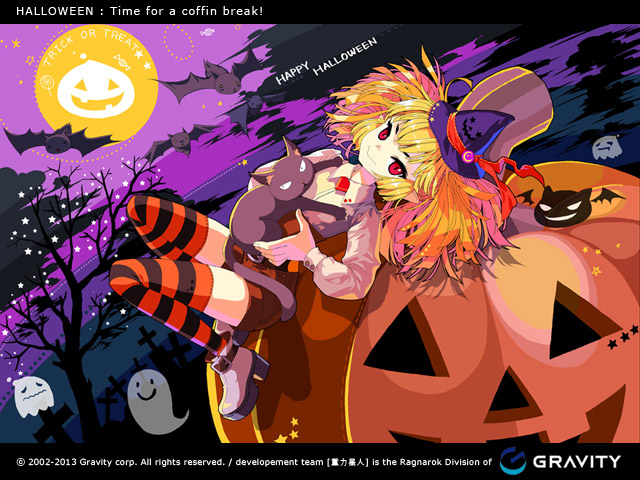 HALLOWEEN : Time for a coffin break!
TRICK OR TREAT
HAPPY HALLOWEEN
© 2002-2013 Gravity corp. All rights reserved. / developement team [重力星人] is the Ragnarok Division of GRAVITY